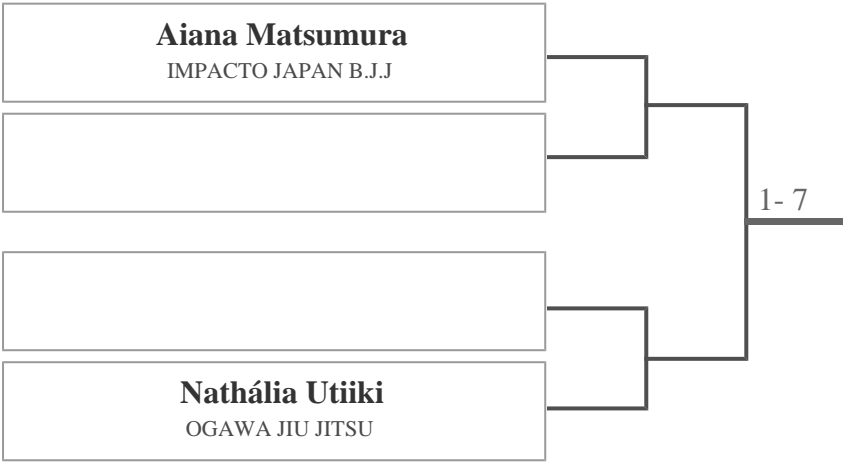 Aiana Matsumura
IMPACTO JAPAN B.J.J
1- 7
Nathália Utiiki
OGAWA JIU JITSU